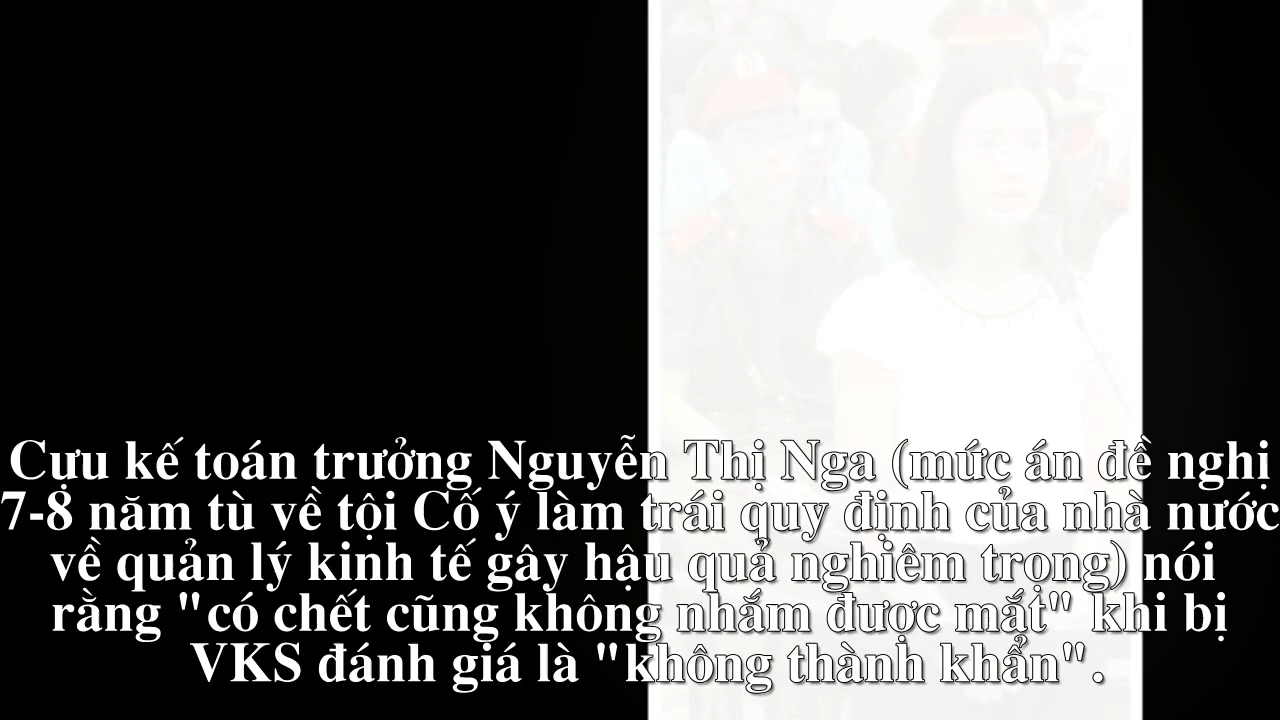 Cựu kế toán trưởng Nguyễn Thị Nga (mức án đề nghị
7-8 năm tù về tội Cố ý làm trái quy định của nhà nước
về quản lý kinh tế gây hậu quả nghiêm trọng) nói
rằng "có chết cũng không nhắm được mắt" khi bị
VKS đánh giá là "không thành khẩn".